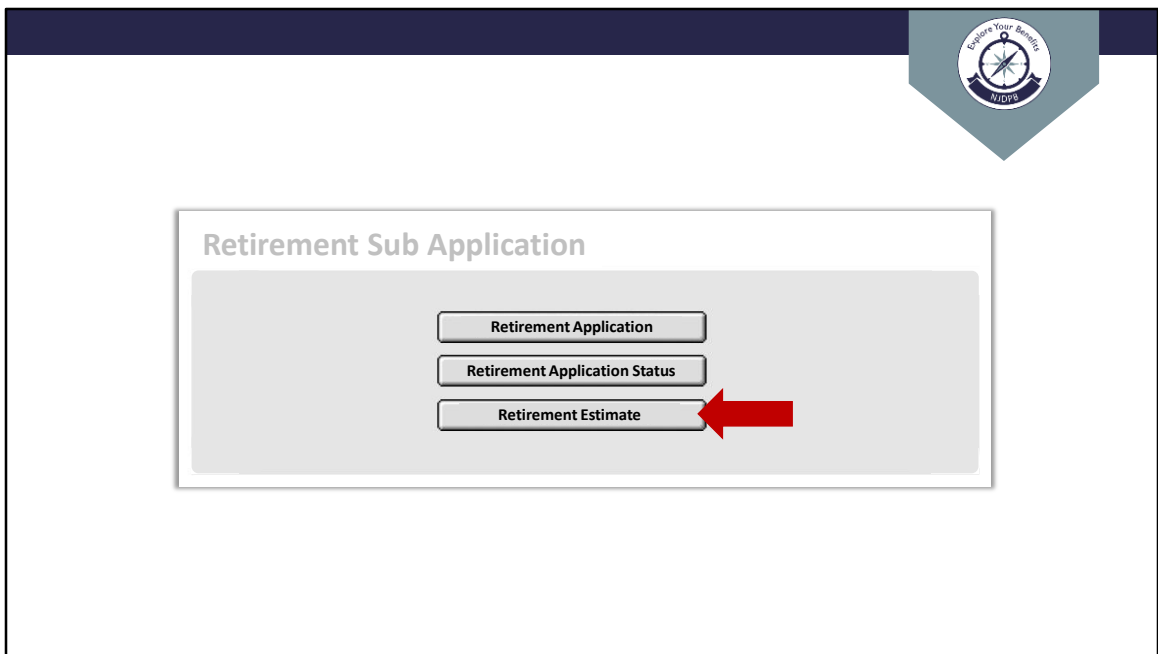 Explore Your Benefits
NJDPB
Retirement Sub Application
Retirement Application
Retirement Application Status
Retirement Estimate